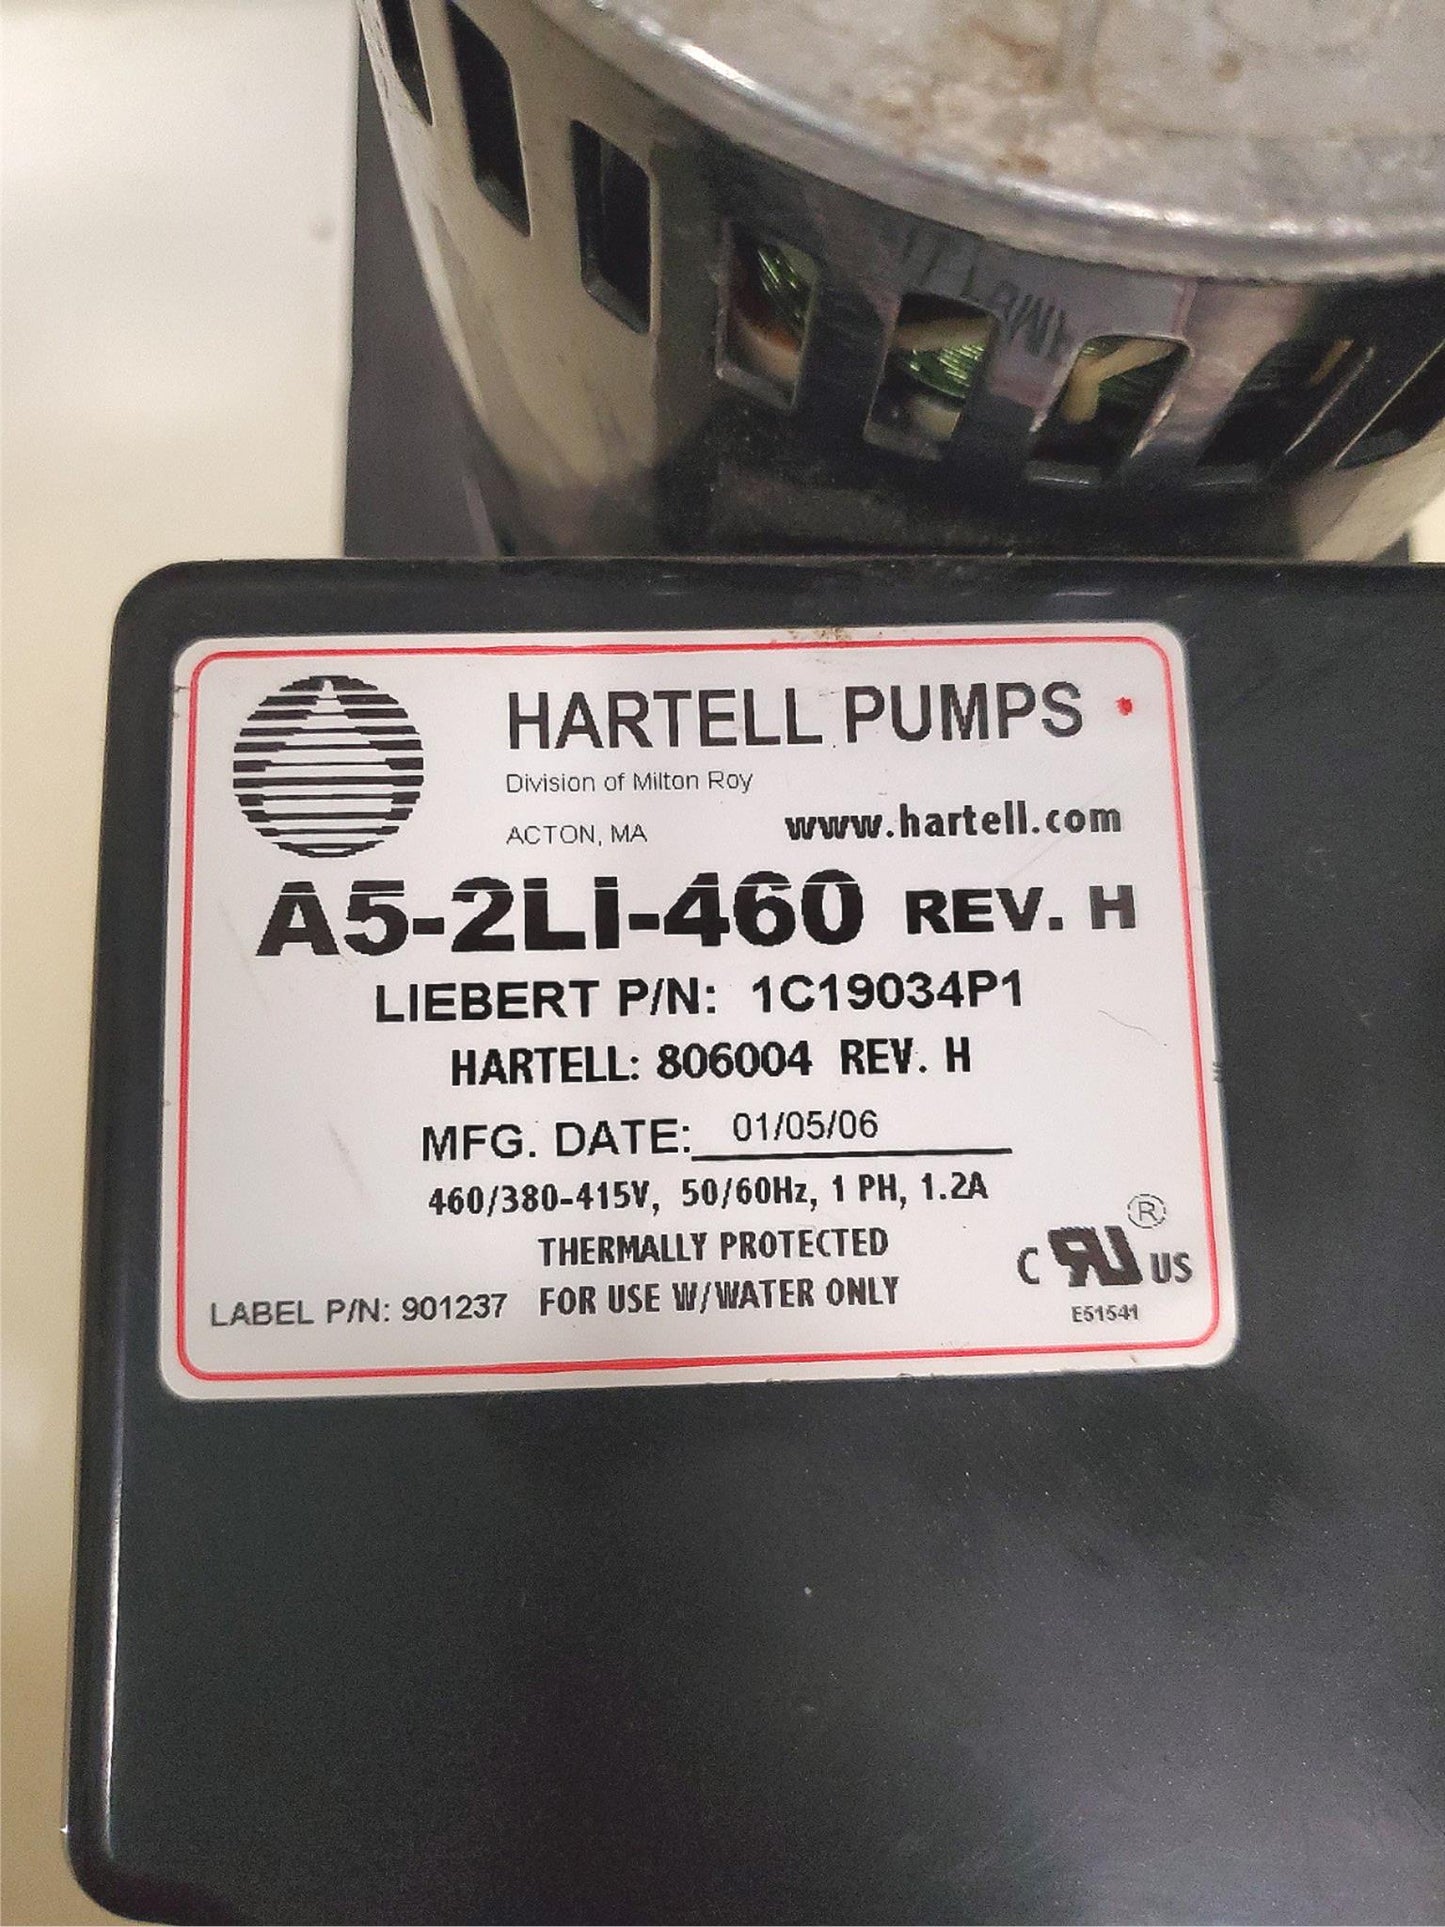 HARTELL PUMPS
Division of Milton Roy
ACTON, MA
www.hartell.com
A5-2LI-460 REV. H
LIEBERT P/N: 1C19034P1
HARTELL: 806004 REV. H
MFG. DATE: 01/05/06
460/380-415V, 50/60Hz, 1 PH, 1.2A
THERMALLY PROTECTED
LABEL P/N: 901237 FOR USE W/WATER ONLY
C RU US ®
E51541